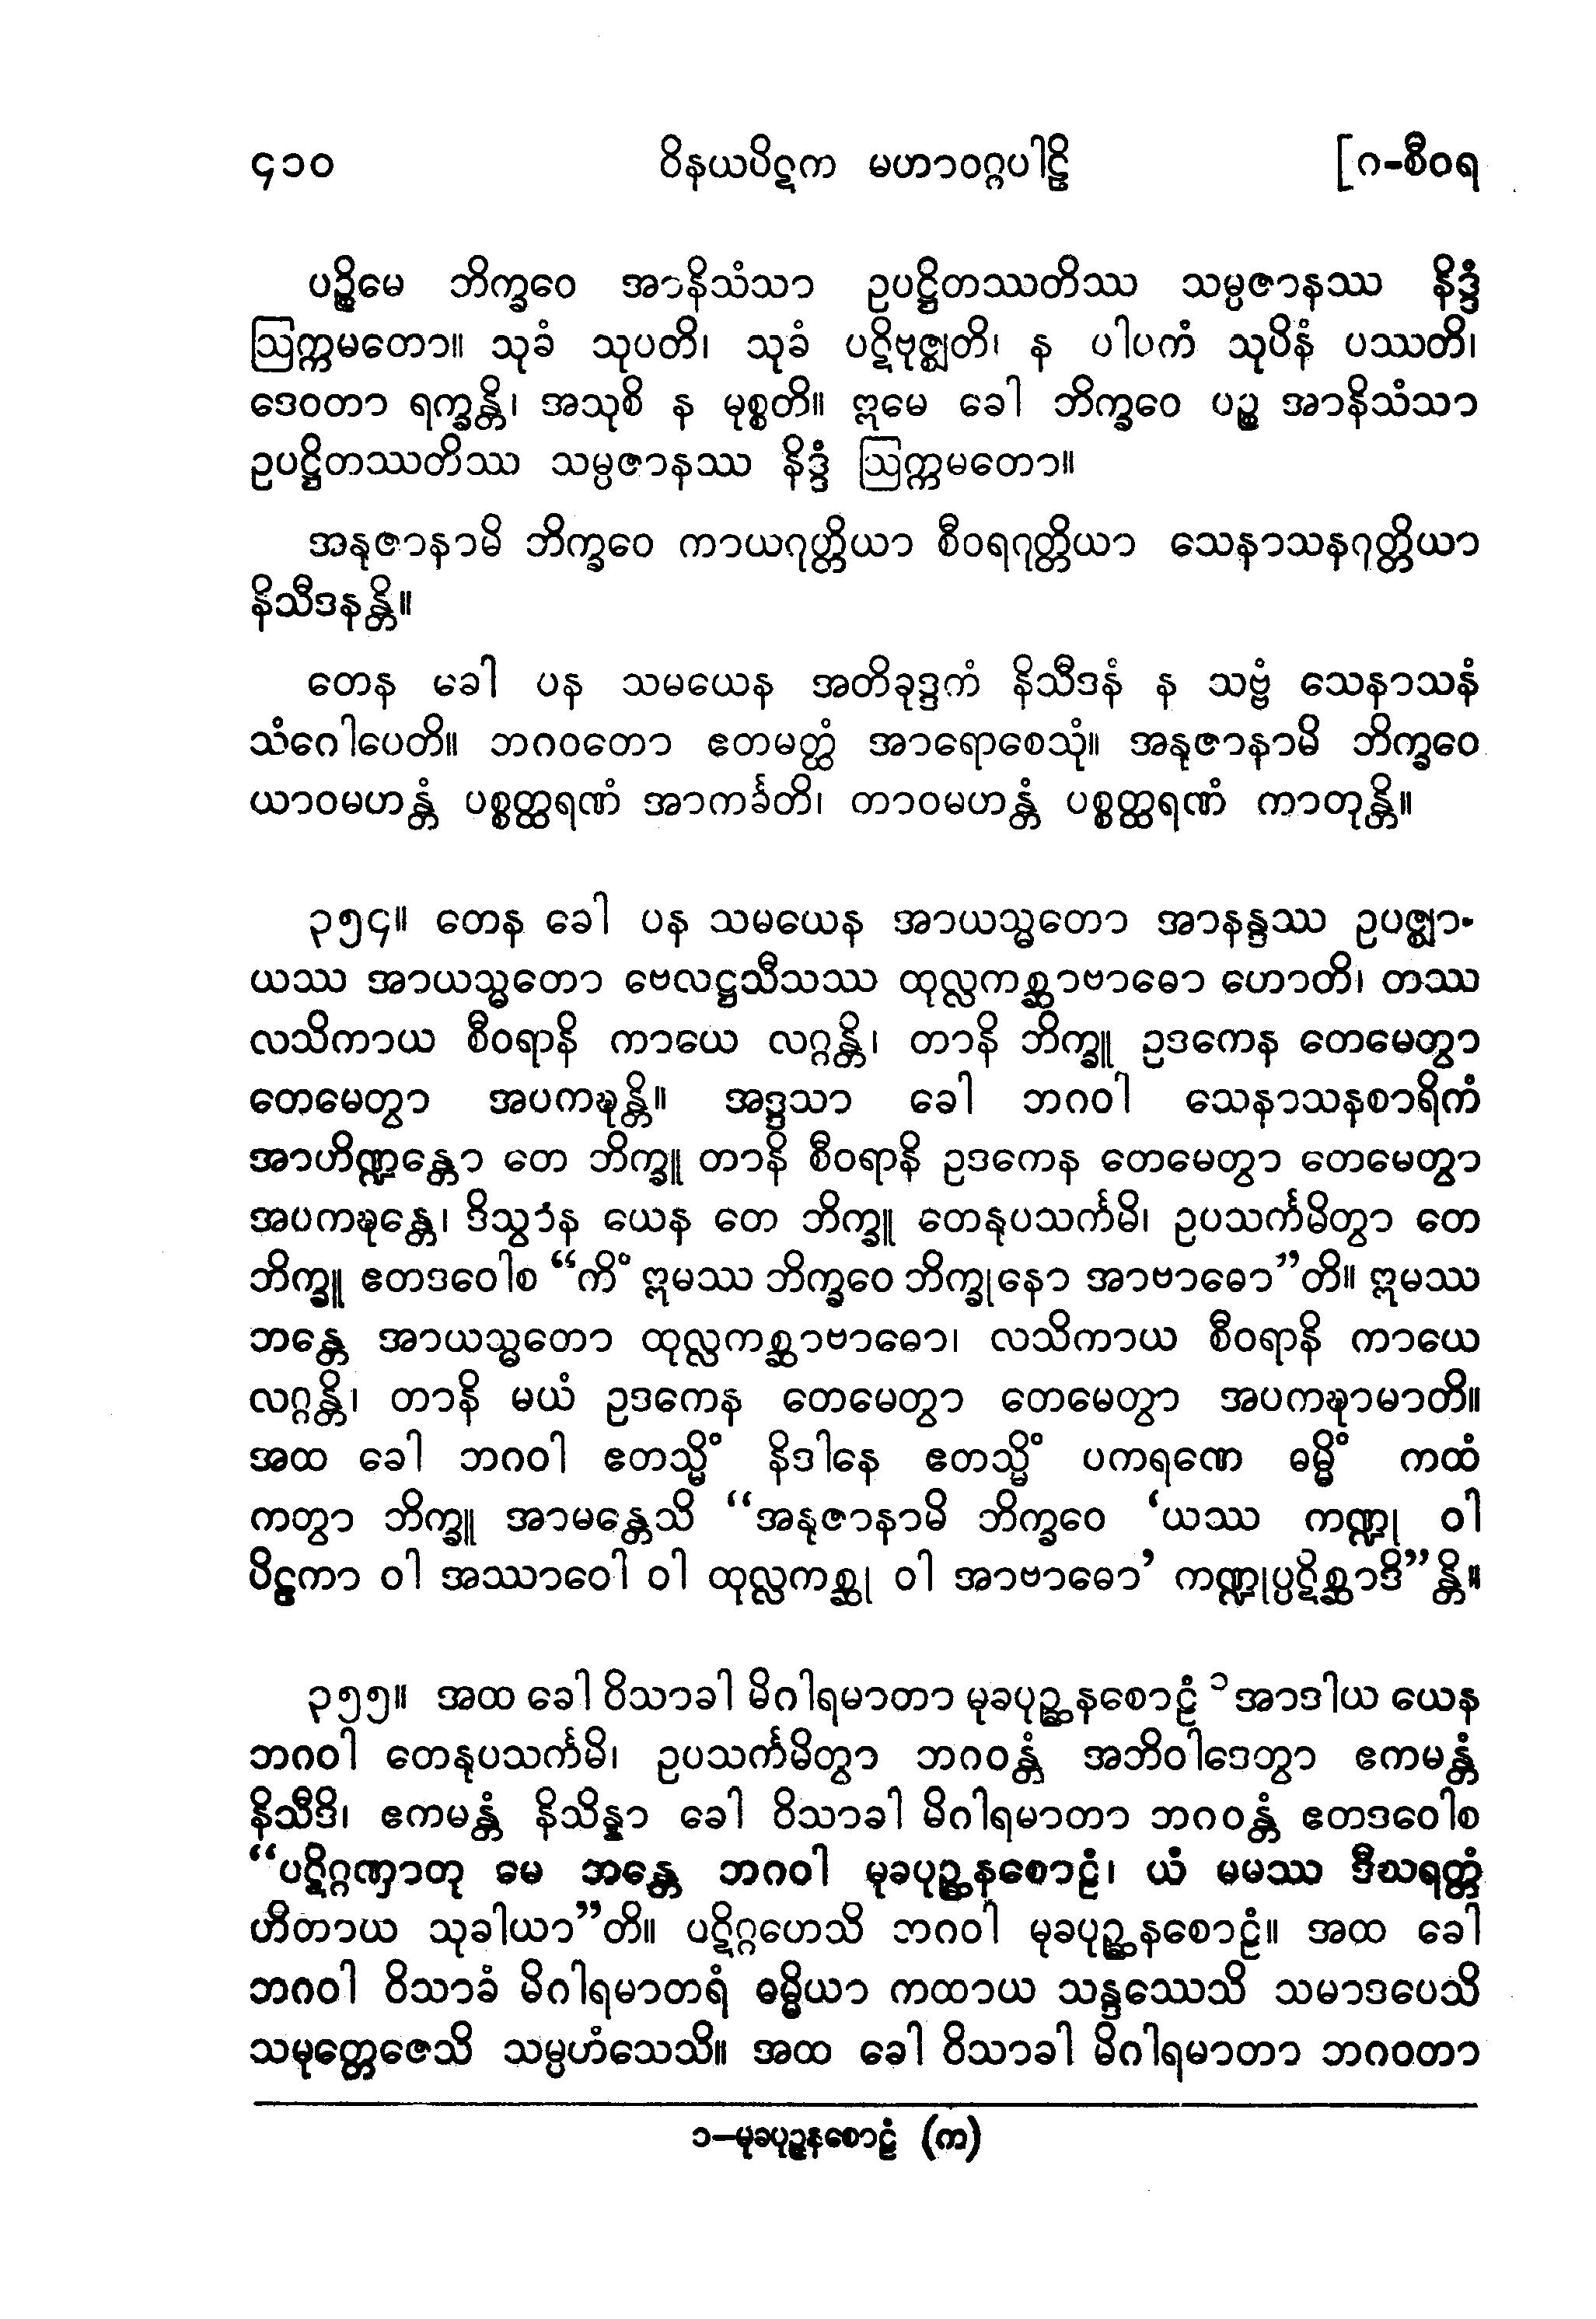 ၄၁၀ ဝိနယပိဋက မဟာဝဂ္ဂပါဠိ [ဂ-စီဝရ
ပဉ္စိမေ ဘိက္ခဝေ အာနိသံသာ ဥပဋ္ဌိတဿတိဿ သမ္ပဇာနဿ နိဒ္ဒံ
ဩက္ကမတော။ သုခံ သုပတိ၊ သုခံ ပဋိဗုဇ္ဈတိ၊ န ပါပကံ သုပိနံ ပဿတိ၊
ဒေဝတာ ရက္ခန္တိ၊ အသုစိ န မုစ္စတိ။ ဣမေ ခေါ ဘိက္ခဝေ ပဉ္စ အာနိသံသာ
ဥပဋ္ဌိတဿတိဿ သမ္ပဇာနဿ နိဒ္ဒံ ဩက္ကမတော။
အနုဇာနာမိ ဘိက္ခဝေ ကာယဂုတ္တိယာ စီဝရဂုတ္တိယာ သေနာသနဂုတ္တိယာ
နိသီဒနန္တိ။
တေန ခေါ ပန သမယေန အတိခုဒ္ဒကံ နိသီဒနံ န သဗ္ဗံ သေနာသနံ
သံဂေါပေတိ။ ဘဂဝတော ဧတမတ္ထံ အာရောစေသုံ။ အနုဇာနာမိ ဘိက္ခဝေ
ယာဝမဟန္တံ ပစ္စတ္ထရဏံ အာကင်္ခတိ၊ တာဝမဟန္တံ ပစ္စတ္ထရဏံ ကာတုန္တိ။
၃၅၄။ တေန ခေါ ပန သမယေန အာယသ္မတော အာနန္ဒဿ ဥပဇ္ဈာ-
ယဿ အာယသ္မတော ဗေလဋ္ဌသီသဿ ထုလ္လကစ္ဆာဗာဓော ဟောတိ၊ တဿ
လသိကာယ စီဝရာနိ ကာယေ လဂ္ဂန္တိ၊ တာနိ ဘိက္ခူ ဥဒကေန တေမေတွာ
တေမေတွာ အပကဍ္ဎန္တိ။ အဒ္ဒသာ ခေါ ဘဂဝါ သေနာသနစာရိကံ
အာဟိဏ္ဍန္တော တေ ဘိက္ခူ တာနိ စီဝရာနိ ဥဒကေန တေမေတွာ တေမေတွာ
အပကဍ္ဎန္တေ၊ ဒိသွာန ယေန တေ ဘိက္ခူ တေနုပသင်္ကမိ၊ ဥပသင်္ကမိတွာ တေ
ဘိက္ခူ ဧတဒဝေါစ “ကိံ ဣမဿ ဘိက္ခဝေ ဘိက္ခုနော အာဗာဓော”တိ။ ဣမဿ
ဘန္တေ အာယသ္မတော ထုလ္လကစ္ဆာဗာဓော၊ လသိကာယ စီဝရာနိ ကာယေ
လဂ္ဂန္တိ၊ တာနိ မယံ ဥဒကေန တေမေတွာ တေမေတွာ အပကဍ္ဎာမာတိ။
အထ ခေါ ဘဂဝါ ဧတသ္မိံ နိဒါနေ ဧတသ္မိံ ပကရဏေ ဓမ္မိံ ကထံ
ကတွာ ဘိက္ခူ အာမန္တေသိ “အနုဇာနာမိ ဘိက္ခဝေ ‘ယဿ ကဏ္ဍု ဝါ
ပိဠကာ ဝါ အဿာဝေါ ဝါ ထုလ္လကစ္ဆု ဝါ အာဗာဓော’ ကဏ္ဍုပ္ပဋိစ္ဆာဒိ”န္တိ။
၃၅၅။ အထ ခေါ ဝိသာခါ မိဂါရမာတာ မုခပုဉ္ဆနစောဠံ ၁ အာဒါယ ယေန
ဘဂဝါ တေနုပသင်္ကမိ၊ ဥပသင်္ကမိတွာ ဘဂဝန္တံ အဘိဝါဒေတွာ ဧကမန္တံ
နိသီဒိ၊ ဧကမန္တံ နိသိန္နာ ခေါ ဝိသာခါ မိဂါရမာတာ ဘဂဝန္တံ ဧတဒဝေါစ
“ပဋိဂ္ဂဏှာတု မေ ဘန္တေ ဘဂဝါ မုခပုဉ္ဆနစောဠံ၊ ယံ မမဿ ဒီဃရတ္တံ
ဟိတာယ သုခါယာ”တိ။ ပဋိဂ္ဂဟေသိ ဘဂဝါ မုခပုဉ္ဆနစောဠံ။ အထ ခေါ
ဘဂဝါ ဝိသာခံ မိဂါရမာတရံ ဓမ္မိယာ ကထာယ သန္ဒဿေသိ သမာဒပေသိ
သမုတ္တေဇေသိ သမ္ပဟံသေသိ။ အထ ခေါ ဝိသာခါ မိဂါရမာတာ ဘဂဝတာ
၁—မုခပုဉ္ဇနစောဠံ (က)